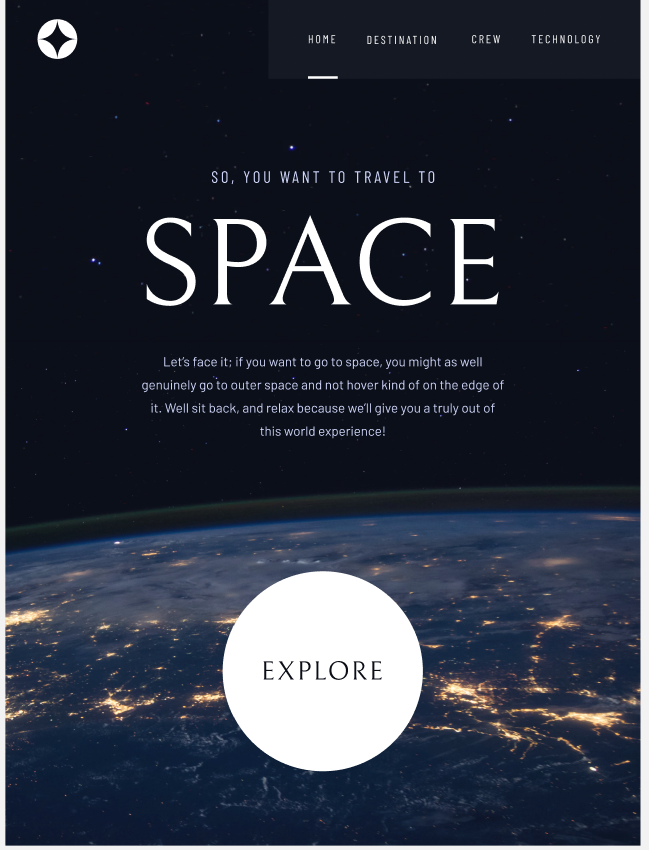 HOME DESTINATION CREW TECHNOLOGY
SO, YOU WANT TO TRAVEL TO
SPACE
Let’s face it; if you want to go to space, you might as well
genuinely go to outer space and not hover kind of on the edge of
it. Well sit back, and relax because we’ll give you a truly out of
this world experience!
EXPLORE